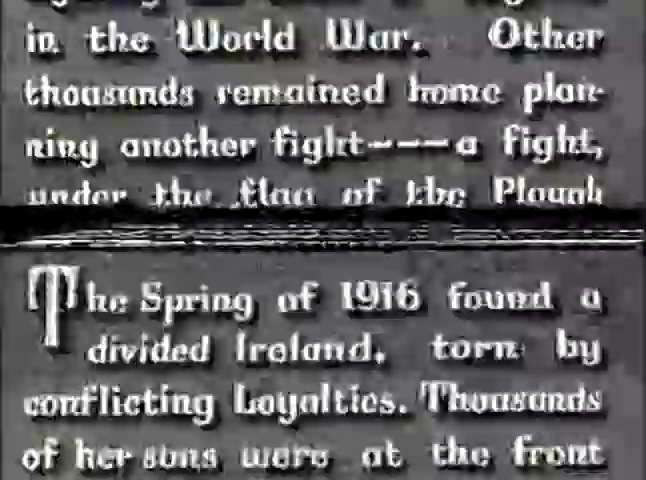 in the World War. Other
thousands remained home plan-
ning another fight---a fight,
under the flag of the Plough
The Spring of 1916 found a
divided Ireland, torn by
conflicting Loyalties. Thousands
of her sons were at the front